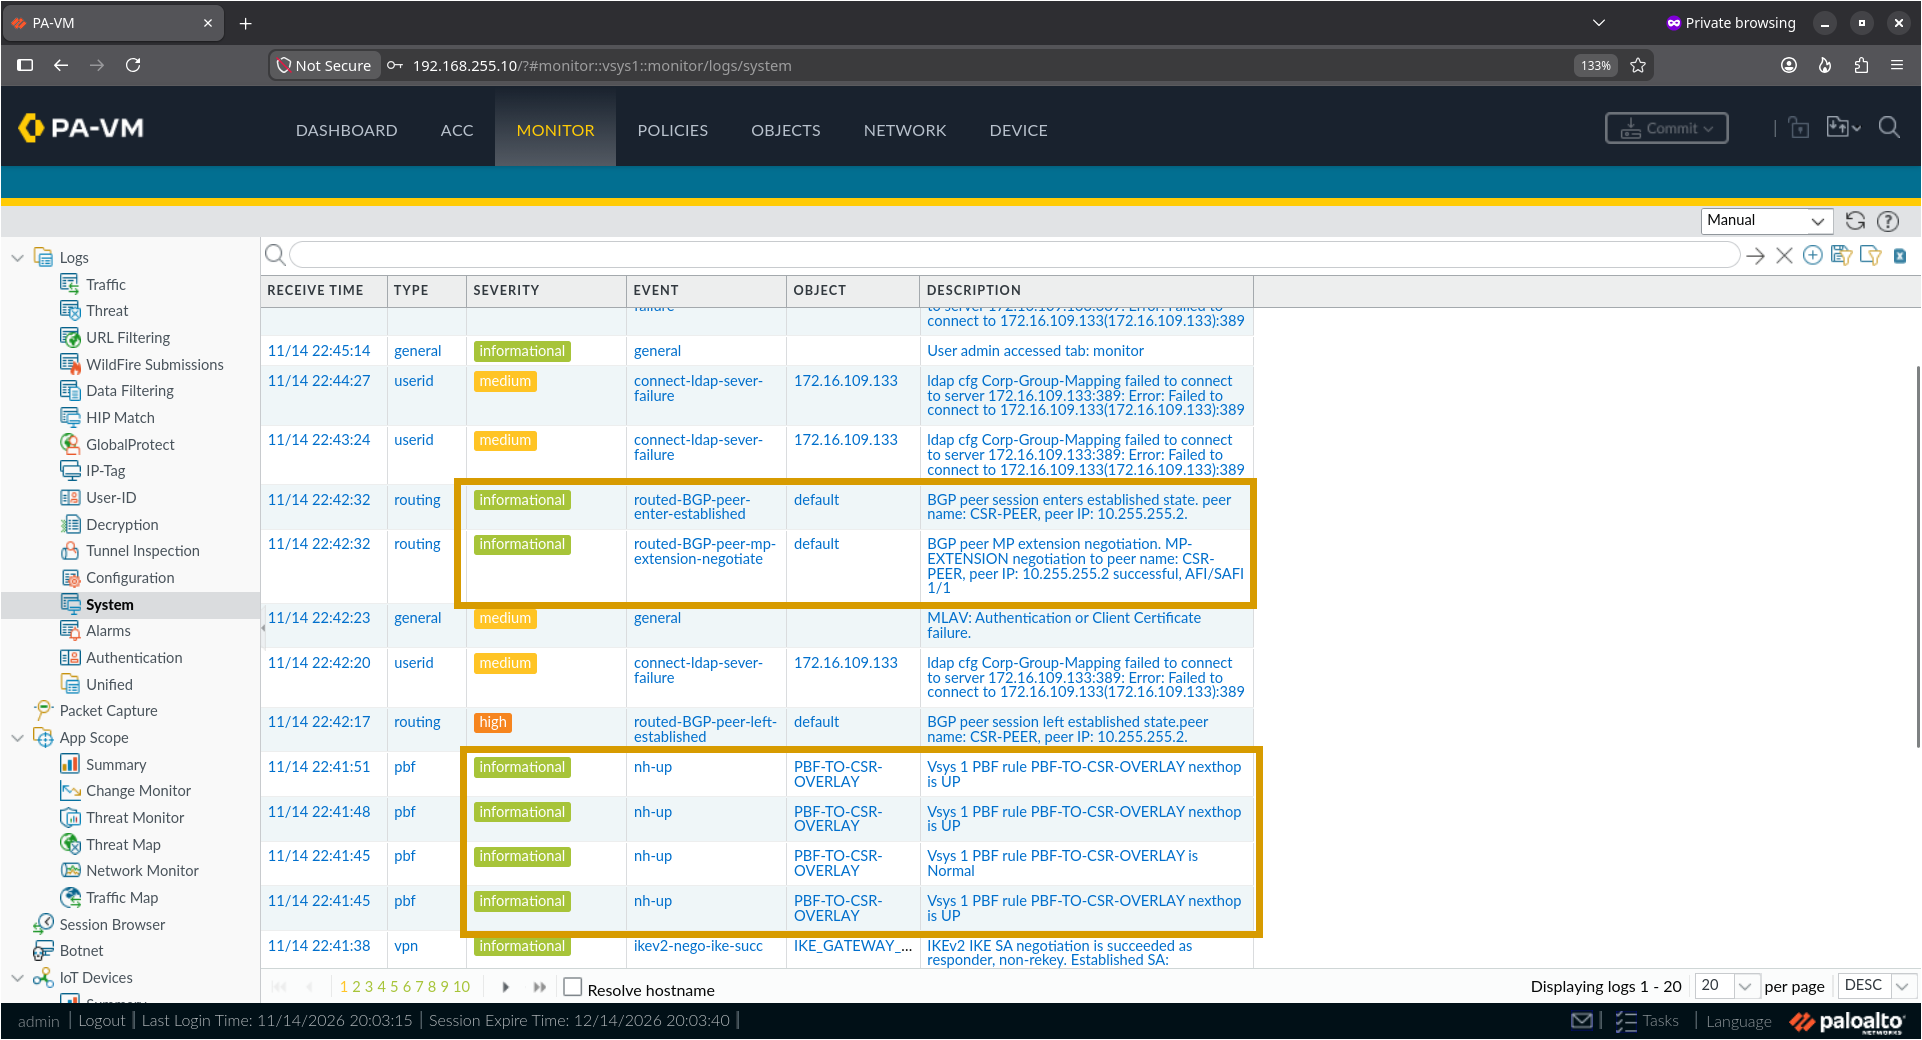 PA-VM
Private browsing
Not Secure
192.168.255.10/?#monitor::vsys1::monitor/logs/system
133%
PA-VM
DASHBOARD
ACC
MONITOR
POLICIES
OBJECTS
NETWORK
DEVICE
Commit
Manual
Logs
Traffic
Threat
URL Filtering
WildFire Submissions
Data Filtering
HIP Match
GlobalProtect
IP-Tag
User-ID
Decryption
Tunnel Inspection
Configuration
System
Alarms
Authentication
Unified
Packet Capture
App Scope
Summary
Change Monitor
Threat Monitor
Threat Map
Network Monitor
Traffic Map
Session Browser
Botnet
IoT Devices
Summary
RECEIVE TIME TYPE SEVERITY EVENT OBJECT DESCRIPTION
failure to server 172.16.109.133:389: Error: Failed to
connect to 172.16.109.133(172.16.109.133):389
11/14 22:45:14 general informational general User admin accessed tab: monitor
11/14 22:44:27 userid medium connect-ldap-sever- 172.16.109.133 ldap cfg Corp-Group-Mapping failed to connect
failure to server 172.16.109.133:389: Error: Failed to
connect to 172.16.109.133(172.16.109.133):389
11/14 22:43:24 userid medium connect-ldap-sever- 172.16.109.133 ldap cfg Corp-Group-Mapping failed to connect
failure to server 172.16.109.133:389: Error: Failed to
connect to 172.16.109.133(172.16.109.133):389
11/14 22:42:32 routing informational routed-BGP-peer- default BGP peer session enters established state. peer
enter-established name: CSR-PEER, peer IP: 10.255.255.2.
11/14 22:42:32 routing informational routed-BGP-peer-mp- default BGP peer MP extension negotiation. MP-
extension-negotiate EXTENSION negotiation to peer name: CSR-
PEER, peer IP: 10.255.255.2 successful, AFI/SAFI
1/1
11/14 22:42:23 general medium general MLAV: Authentication or Client Certificate
failure.
11/14 22:42:20 userid medium connect-ldap-sever- 172.16.109.133 ldap cfg Corp-Group-Mapping failed to connect
failure to server 172.16.109.133:389: Error: Failed to
connect to 172.16.109.133(172.16.109.133):389
11/14 22:42:17 routing high routed-BGP-peer-left- default BGP peer session left established state.peer
established name: CSR-PEER, peer IP: 10.255.255.2.
11/14 22:41:51 pbf informational nh-up PBF-TO-CSR- Vsys 1 PBF rule PBF-TO-CSR-OVERLAY nexthop
OVERLAY is UP
11/14 22:41:48 pbf informational nh-up PBF-TO-CSR- Vsys 1 PBF rule PBF-TO-CSR-OVERLAY nexthop
OVERLAY is UP
11/14 22:41:45 pbf informational nh-up PBF-TO-CSR- Vsys 1 PBF rule PBF-TO-CSR-OVERLAY is
OVERLAY Normal
11/14 22:41:45 pbf informational nh-up PBF-TO-CSR- Vsys 1 PBF rule PBF-TO-CSR-OVERLAY nexthop
OVERLAY is UP
11/14 22:41:38 vpn informational ikev2-nego-ike-succ IKE_GATEWAY_... IKEv2 IKE SA negotiation is succeeded as
responder, non-rekey. Established SA:
1 2 3 4 5 6 7 8 9 10
Resolve hostname
Displaying logs 1 - 20
20
per page
DESC
admin | Logout | Last Login Time: 11/14/2026 20:03:15 | Session Expire Time: 12/14/2026 20:03:40 |
Tasks | Language
paloalto
NETWORKS